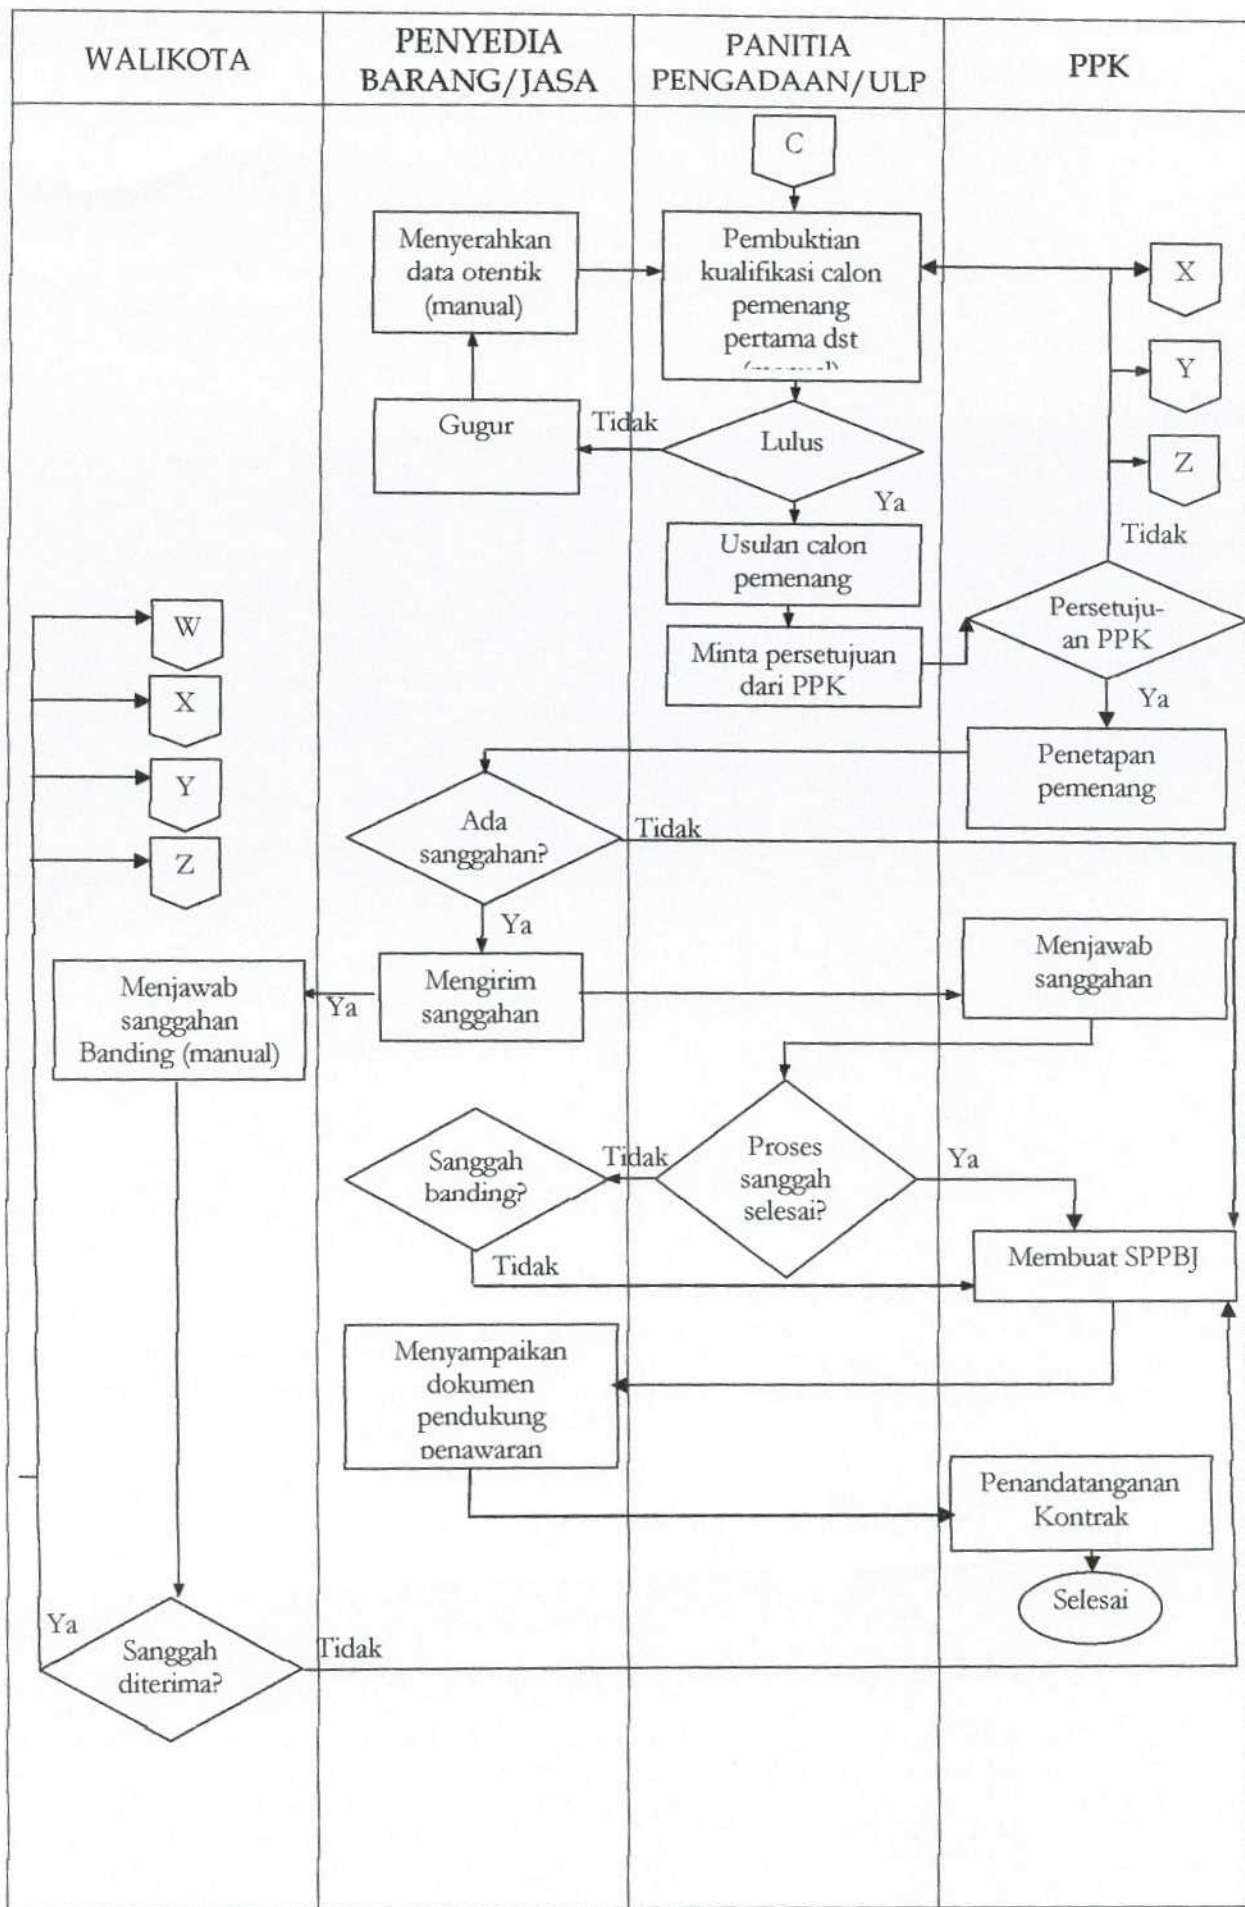 WALIKOTA
PENYEDIA
BARANG/JASA
PANITIA
PENGADAAN/ULP
PPK
C
Menyerahkan
data otentik
(manual)
Pembuktian
kualifikasi calon
pemenang
pertama dst
(manual)
X
Y
Z
Gugur
Tidak
Lulus
Ya
Tidak
Usulan calon
pemenang
Persetuju-
an PPK
Minta persetujuan
dari PPK
Ya
W
X
Y
Z
Penetapan
pemenang
Ada
sanggahan?
Tidak
Ya
Mengirim
sanggahan
Menjawab
sanggahan
Ya
Menjawab
sanggahan
Banding (manual)
Proses
sanggah
selesai?
Ya
Tidak
Sanggah
banding?
Tidak
Membuat SPPBJ
Menyampaikan
dokumen
pendukung
penawaran
Penandatanganan
Kontrak
Selesai
Ya
Sanggah
diterima?
Tidak